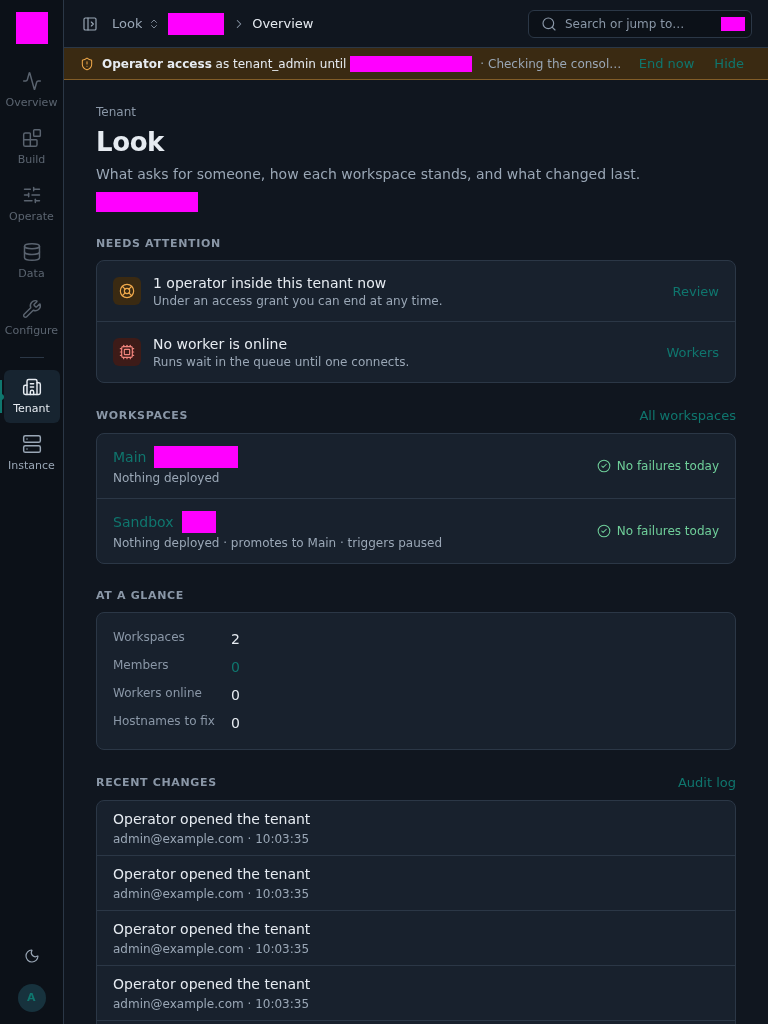 Look
Overview
Search or jump to…
Operator access as tenant_admin until
· Checking the consol…
End now
Hide
Overview
Build
Operate
Data
Configure
Tenant
Instance
A
Tenant
Look
What asks for someone, how each workspace stands, and what changed last.
NEEDS ATTENTION
1 operator inside this tenant now
Under an access grant you can end at any time.
Review
No worker is online
Runs wait in the queue until one connects.
Workers
WORKSPACES
All workspaces
Main
Nothing deployed
No failures today
Sandbox
Nothing deployed · promotes to Main · triggers paused
No failures today
AT A GLANCE
Workspaces 2
Members 0
Workers online 0
Hostnames to fix 0
RECENT CHANGES
Audit log
Operator opened the tenant
admin@example.com · 10:03:35
Operator opened the tenant
admin@example.com · 10:03:35
Operator opened the tenant
admin@example.com · 10:03:35
Operator opened the tenant
admin@example.com · 10:03:35